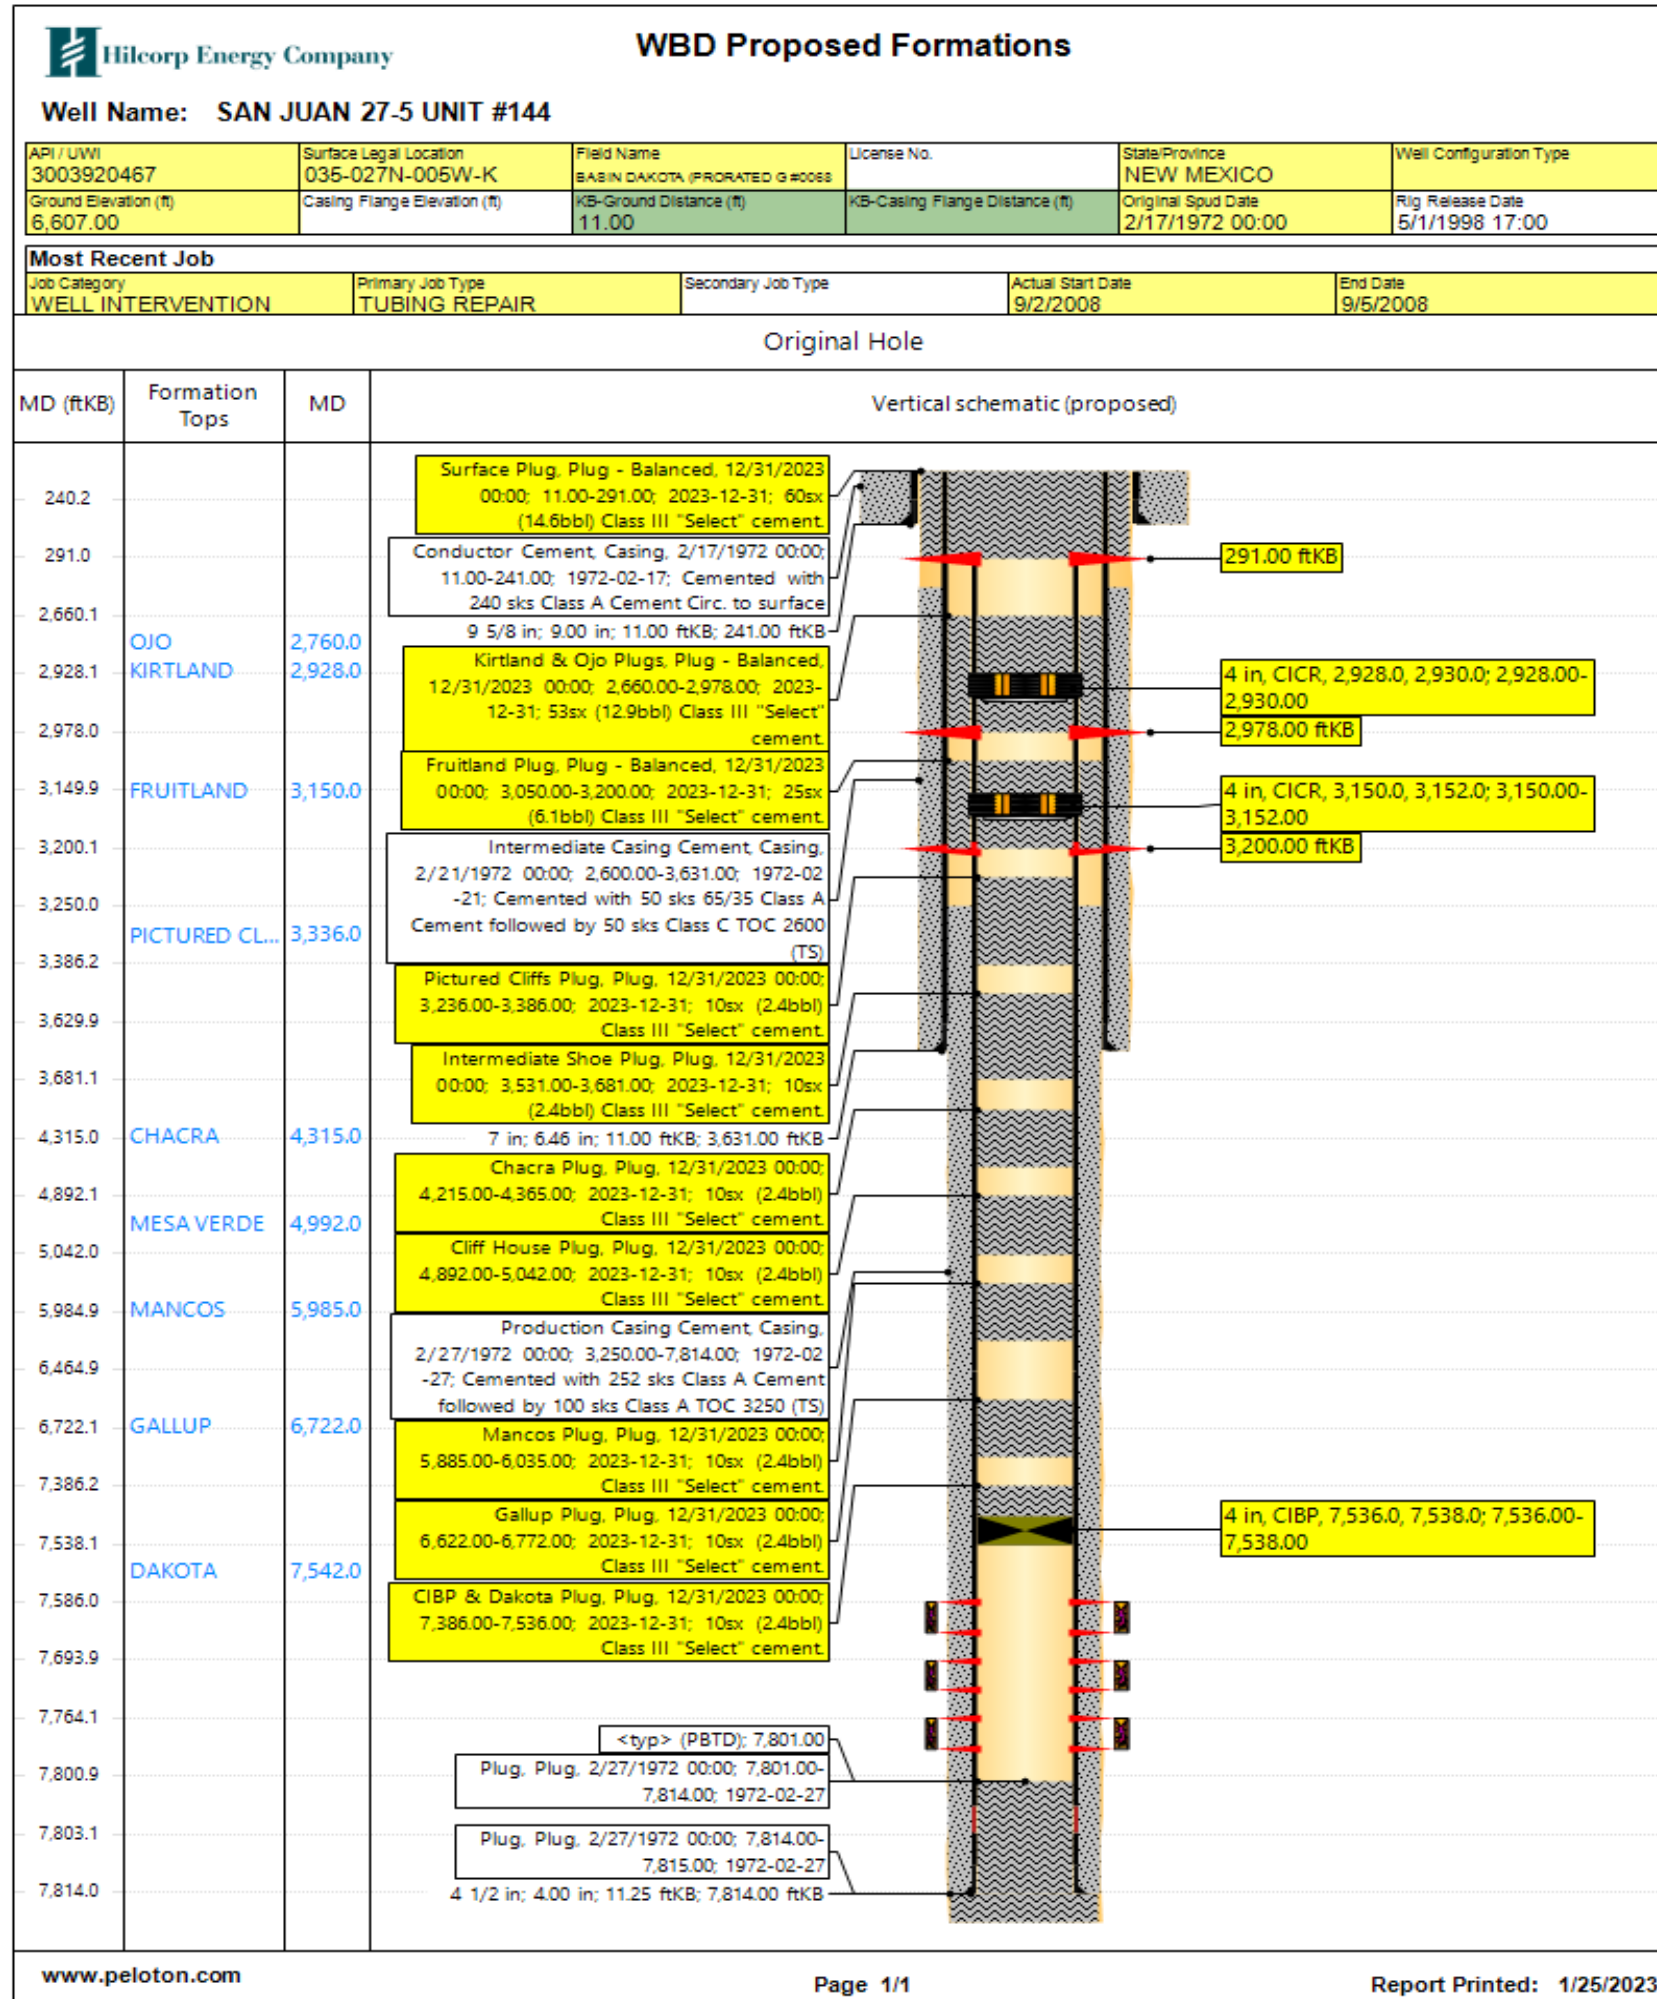 Hilcorp Energy Company
WBD Proposed Formations
Well Name: SAN JUAN 27-5 UNIT #144
API / UWI
3003920467
Surface Legal Location
035-027N-005W-K
Field Name
BASIN DAKOTA (PRORATED G #0068
License No.
State/Province
NEW MEXICO
Well Configuration Type
Ground Elevation (ft)
6,607.00
Casing Flange Elevation (ft)
KB-Ground Distance (ft)
11.00
KB-Casing Flange Distance (ft)
Original Spud Date
2/17/1972 00:00
Rig Release Date
5/1/1998 17:00
Most Recent Job
Job Category
WELL INTERVENTION
Primary Job Type
TUBING REPAIR
Secondary Job Type
Actual Start Date
9/2/2008
End Date
9/5/2008
Original Hole
MD (ftKB)
Formation
Tops
MD
Vertical schematic (proposed)
240.2
291.0
2,660.1
2,928.1
2,978.0
3,149.9
3,200.1
3,250.0
3,386.2
3,629.9
3,681.1
4,315.0
4,892.1
5,042.0
5,984.9
6,464.9
6,722.1
7,386.2
7,538.1
7,586.0
7,693.9
7,764.1
7,800.9
7,803.1
7,814.0
OJO 2,760.0
KIRTLAND 2,928.0
FRUITLAND 3,150.0
PICTURED CL... 3,336.0
CHACRA 4,315.0
MESA VERDE 4,992.0
MANCOS 5,985.0
GALLUP 6,722.0
DAKOTA 7,542.0
Surface Plug, Plug - Balanced, 12/31/2023
00:00; 11.00-291.00; 2023-12-31; 60sx
(14.6bbl) Class III "Select" cement.
Conductor Cement, Casing, 2/17/1972 00:00;
11.00-241.00; 1972-02-17; Cemented with
240 sks Class A Cement Circ. to surface
9 5/8 in; 9.00 in; 11.00 ftKB; 241.00 ftKB
Kirtland & Ojo Plugs, Plug - Balanced,
12/31/2023 00:00; 2,660.00-2,978.00; 2023-
12-31; 53sx (12.9bbl) Class III "Select"
cement.
Fruitland Plug, Plug - Balanced, 12/31/2023
00:00; 3,050.00-3,200.00; 2023-12-31; 25sx
(6.1bbl) Class III "Select" cement.
Intermediate Casing Cement, Casing,
2/21/1972 00:00; 2,600.00-3,631.00; 1972-02
-21; Cemented with 50 sks 65/35 Class A
Cement followed by 50 sks Class C TOC 2600
(TS)
Pictured Cliffs Plug, Plug, 12/31/2023 00:00;
3,236.00-3,386.00; 2023-12-31; 10sx (2.4bbl)
Class III "Select" cement.
Intermediate Shoe Plug, Plug, 12/31/2023
00:00; 3,531.00-3,681.00; 2023-12-31; 10sx
(2.4bbl) Class III "Select" cement.
7 in; 6.46 in; 11.00 ftKB; 3,631.00 ftKB
Chacra Plug, Plug, 12/31/2023 00:00;
4,215.00-4,365.00; 2023-12-31; 10sx (2.4bbl)
Class III "Select" cement.
Cliff House Plug, Plug, 12/31/2023 00:00;
4,892.00-5,042.00; 2023-12-31; 10sx (2.4bbl)
Class III "Select" cement.
Production Casing Cement, Casing,
2/27/1972 00:00; 3,250.00-7,814.00; 1972-02
-27; Cemented with 252 sks Class A Cement
followed by 100 sks Class A TOC 3250 (TS)
Mancos Plug, Plug, 12/31/2023 00:00;
5,885.00-6,035.00; 2023-12-31; 10sx (2.4bbl)
Class III "Select" cement.
Gallup Plug, Plug, 12/31/2023 00:00;
6,622.00-6,772.00; 2023-12-31; 10sx (2.4bbl)
Class III "Select" cement.
CIBP & Dakota Plug, Plug, 12/31/2023 00:00;
7,386.00-7,536.00; 2023-12-31; 10sx (2.4bbl)
Class III "Select" cement.
<typ> (PBTD); 7,801.00
Plug, Plug, 2/27/1972 00:00; 7,801.00-
7,814.00; 1972-02-27
Plug, Plug, 2/27/1972 00:00; 7,814.00-
7,815.00; 1972-02-27
4 1/2 in; 4.00 in; 11.25 ftKB; 7,814.00 ftKB
291.00 ftKB
4 in, CICR, 2,928.0, 2,930.0; 2,928.00-
2,930.00
2,978.00 ftKB
4 in, CICR, 3,150.0, 3,152.0; 3,150.00-
3,152.00
3,200.00 ftKB
4 in, CIBP, 7,536.0, 7,538.0; 7,536.00-
7,538.00
www.peloton.com
Page 1/1
Report Printed: 1/25/2023